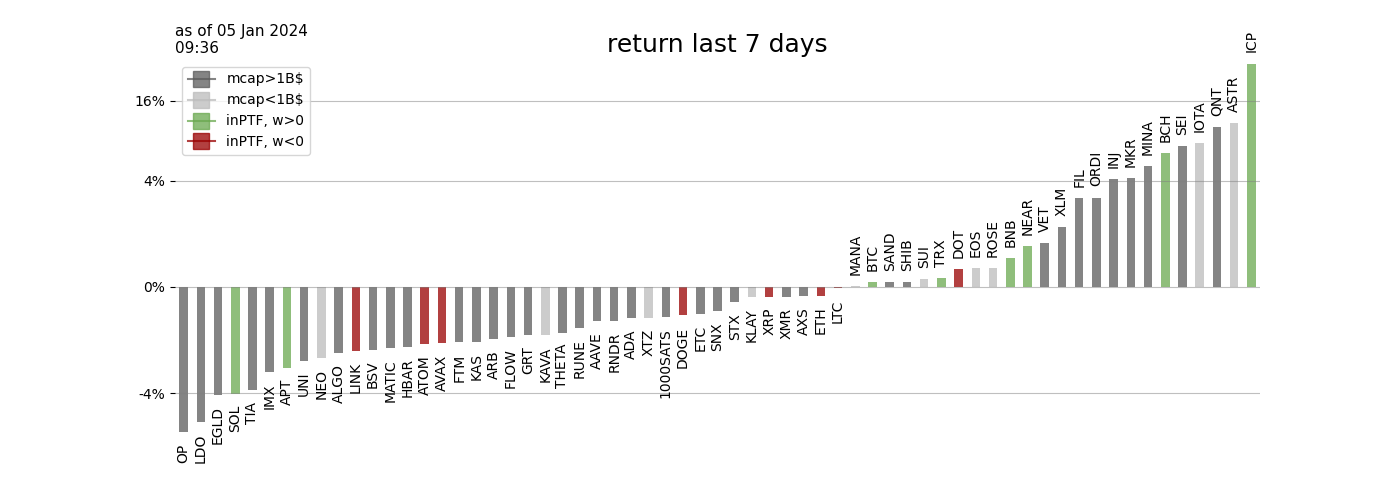 as of 05 Jan 2024
09:36
return last 7 days
mcap>1B$
mcap<1B$
inPTF, w>0
inPTF, w<0
16%
4%
0%
-4%
OP
LDO
EGLD
SOL
TIA
IMX
APT
UNI
NEO
ALGO
LINK
BSV
MATIC
HBAR
ATOM
AVAX
FTM
KAS
ARB
FLOW
GRT
KAVA
THETA
RUNE
AAVE
RNDR
ADA
XTZ
1000SATS
DOGE
ETC
SNX
STX
KLAY
XRP
XMR
AXS
ETH
LTC
MANA
BTC
SAND
SHIB
SUI
TRX
DOT
EOS
ROSE
BNB
NEAR
VET
XLM
FIL
ORDI
INJ
MKR
MINA
BCH
SEI
IOTA
QNT
ASTR
ICP